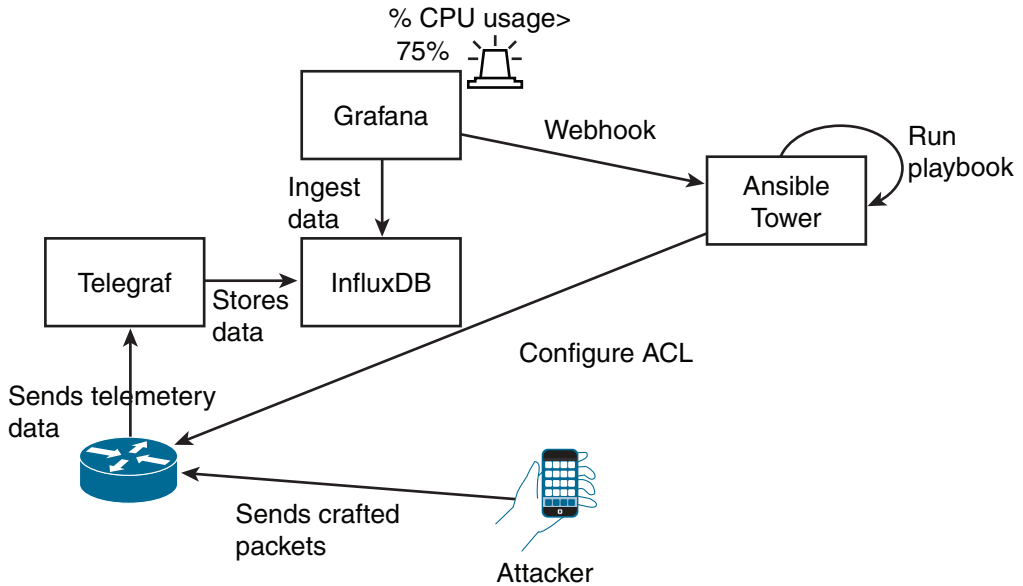 % CPU usage>
75%
Grafana
Webhook
Run
playbook
Ansible
Tower
Ingest
data
Telegraf
Stores
data
InfluxDB
Configure ACL
Sends telemetery
data
Sends crafted
packets
Attacker